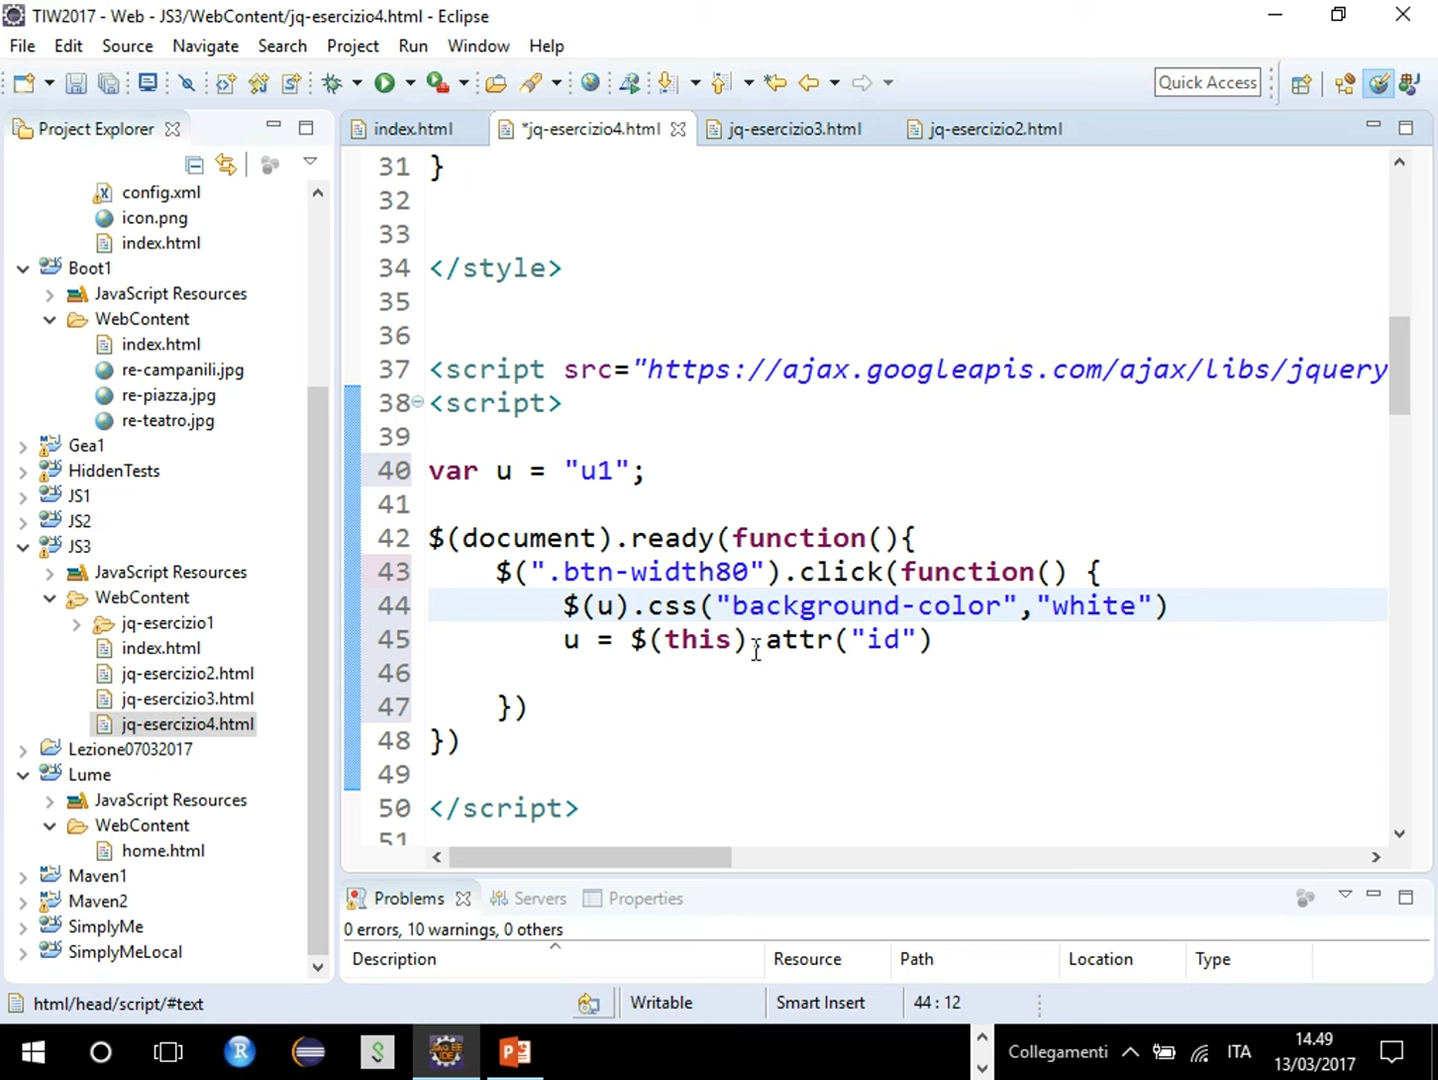 TIW2017 - Web - JS3/WebContent/jq-esercizio4.html - Eclipse
File Edit Source Navigate Search Project Run Window Help
Quick Access
Project Explorer
index.html *jq-esercizio4.html jq-esercizio3.html jq-esercizio2.html
config.xml
icon.png
index.html
Boot1
JavaScript Resources
WebContent
index.html
re-campanili.jpg
re-piazza.jpg
re-teatro.jpg
Gea1
HiddenTests
JS1
JS2
JS3
JavaScript Resources
WebContent
jq-esercizio1
index.html
jq-esercizio2.html
jq-esercizio3.html
jq-esercizio4.html
Lezione07032017
Lume
JavaScript Resources
WebContent
home.html
Maven1
Maven2
SimplyMe
SimplyMeLocal
31 }
32
33
34 </style>
35
36
37 <script src="https://ajax.googleapis.com/ajax/libs/jquery
38 <script>
39
40 var u = "u1";
41
42 $(document).ready(function(){
43 $(".btn-width80").click(function() {
44 $(u).css("background-color","white")
45 u = $(this).attr("id")
46
47 })
48 })
49
50 </script>
51
Problems Servers Properties
0 errors, 10 warnings, 0 others
Description Resource Path Location Type
html/head/script/#text Writable Smart Insert 44 : 12
Collegamenti ITA 14.49
13/03/2017